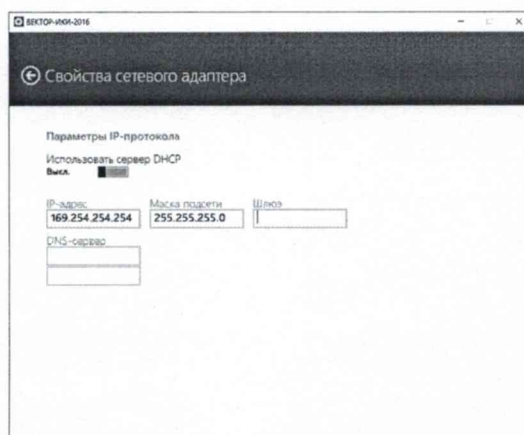 ВЕКТОР-ИКИ-2016
Свойства сетевого адаптера
Параметры IP-протокола
Использовать сервер DHCP
Выкл.
IP-адрес Маска подсети Шлюз
169.254.254.254 255.255.255.0
DNS-сервер